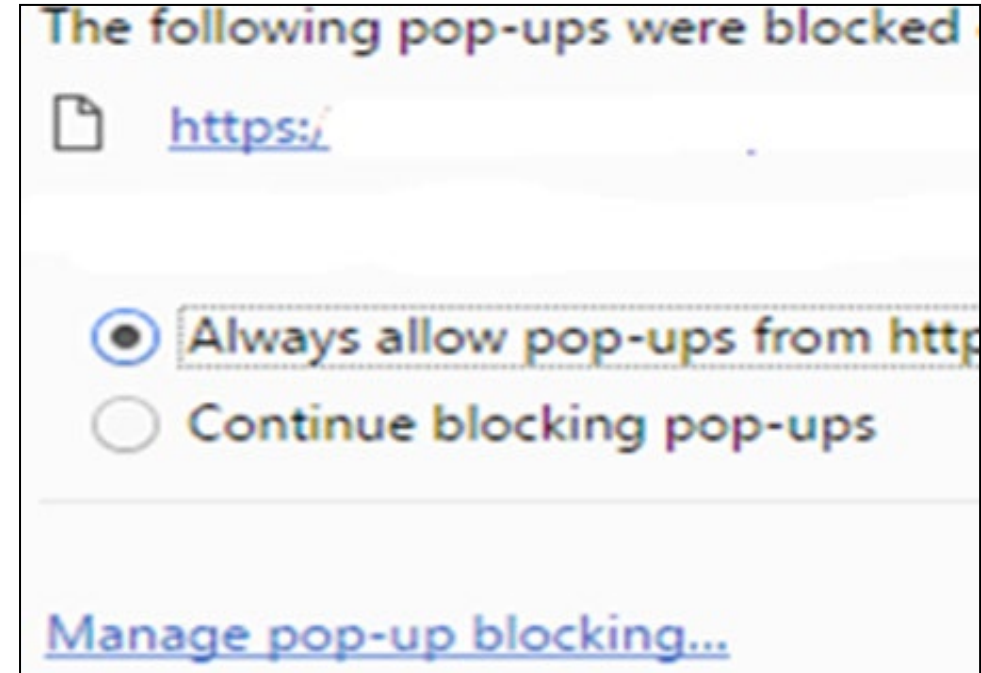 The following pop-ups were blocked
https:/
Always allow pop-ups from http
Continue blocking pop-ups
Manage pop-up blocking...